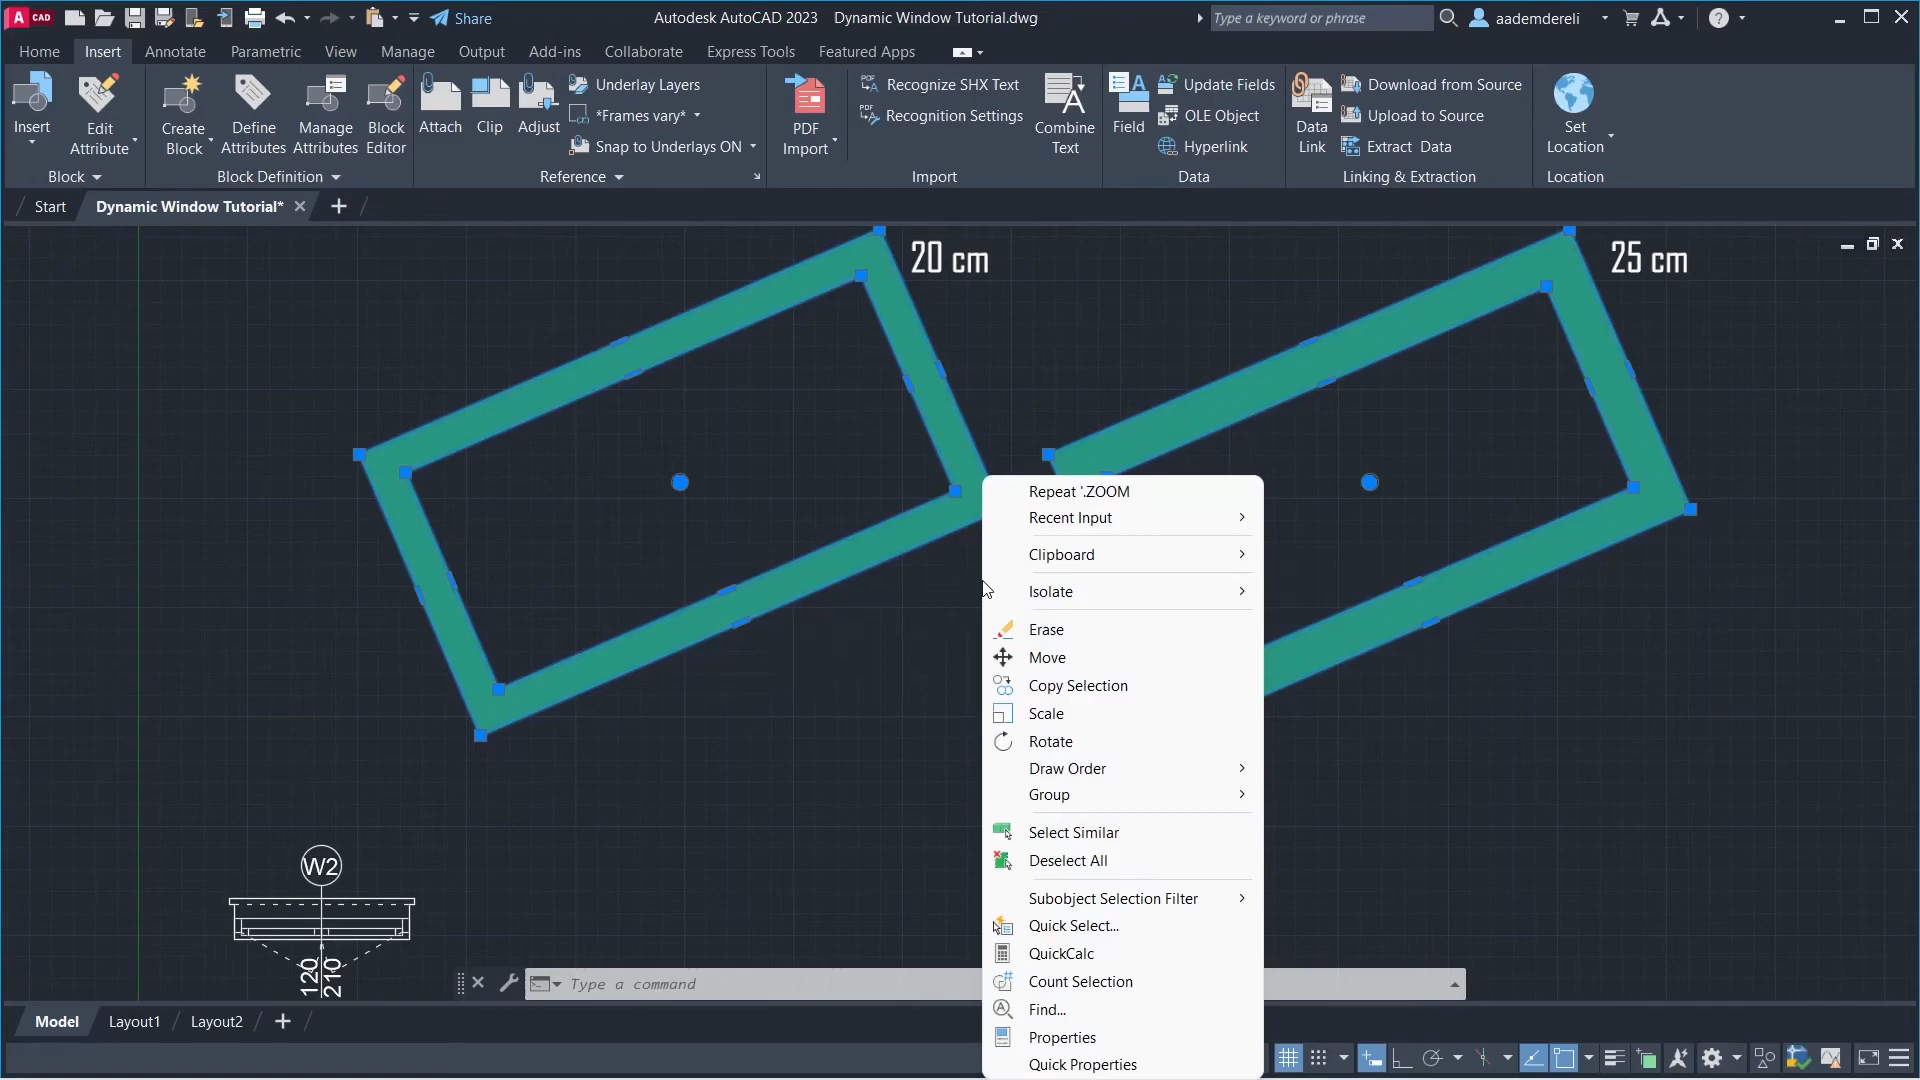 A CAD
Share
Autodesk AutoCAD 2023 Dynamic Window Tutorial.dwg
Type a keyword or phrase
aademdereli
Home Insert Annotate Parametric View Manage Output Add-ins Collaborate Express Tools Featured Apps
Insert
Edit Attribute
Create Block
Define Attributes
Manage Attributes
Block Editor
Attach
Clip
Adjust
Underlay Layers
*Frames vary*
Snap to Underlays ON
PDF Import
PDF Recognize SHX Text
PDF Recognition Settings
Combine Text
Field
Update Fields
OLE Object
Hyperlink
Data Link
Download from Source
Upload to Source
Extract Data
Set Location
Block
Block Definition
Reference
Import
Data
Linking & Extraction
Location
Start
Dynamic Window Tutorial*
20 cm
25 cm
Repeat '.ZOOM
Recent Input
Clipboard
Isolate
Erase
Move
Copy Selection
Scale
Rotate
Draw Order
Group
Select Similar
Deselect All
Subobject Selection Filter
Quick Select...
QuickCalc
Count Selection
Find...
Properties
Quick Properties
W2
120
210
Type a command
Model
Layout1
Layout2